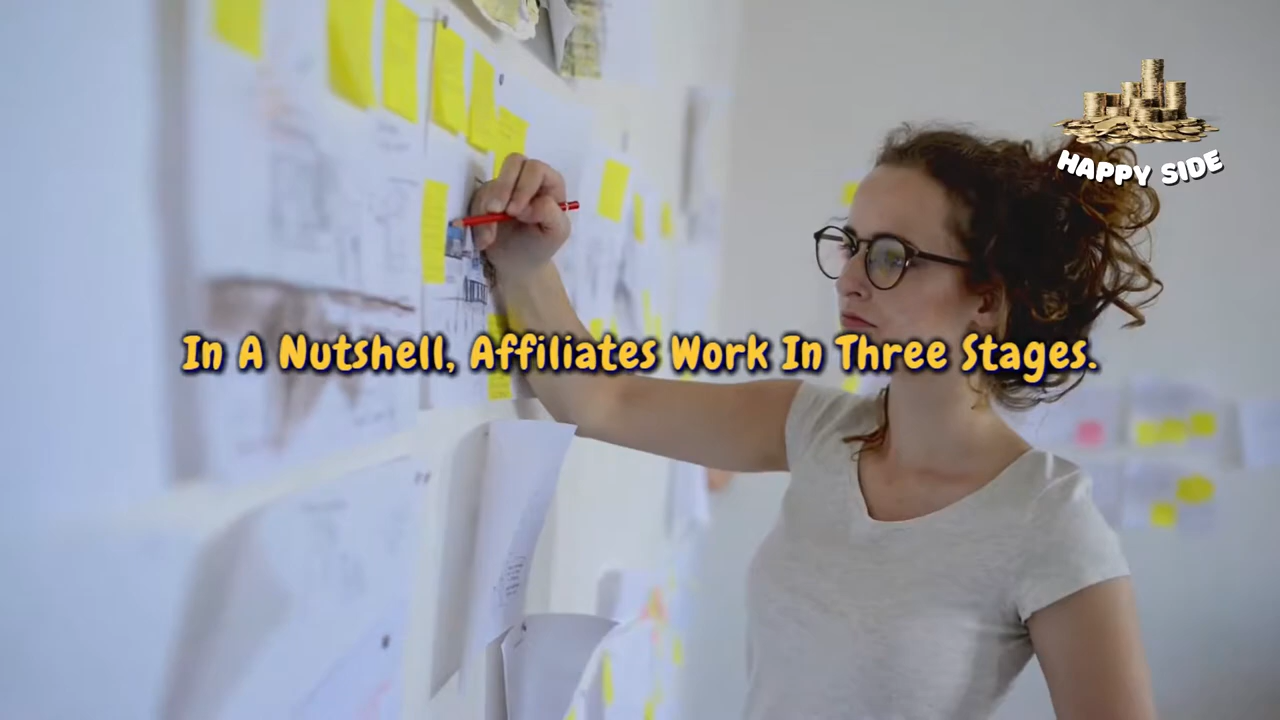 HAPPY SIDE
In A Nutshell, Affiliates Work In Three Stages.